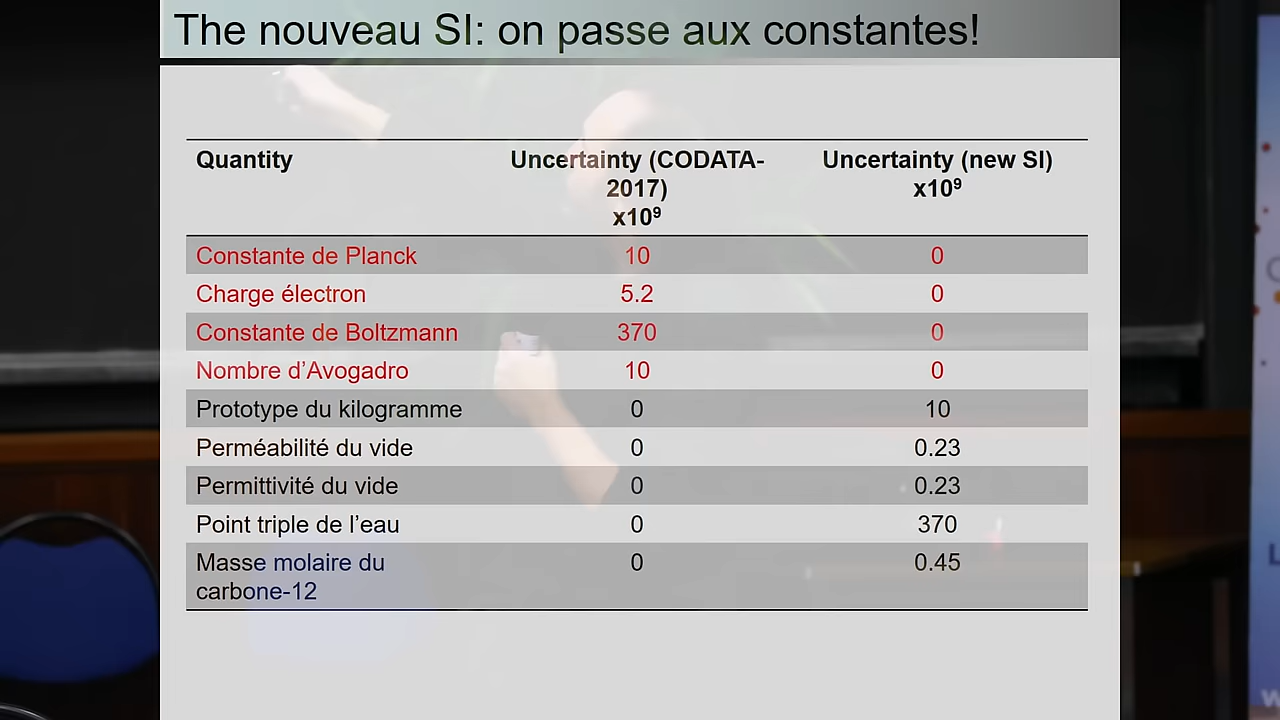 The nouveau SI: on passe aux constantes!
Quantity Uncertainty (CODATA-2017) x10⁹ Uncertainty (new SI) x10⁹
Constante de Planck 10 0
Charge électron 5.2 0
Constante de Boltzmann 370 0
Nombre d’Avogadro 10 0
Prototype du kilogramme 0 10
Perméabilité du vide 0 0.23
Permittivité du vide 0 0.23
Point triple de l’eau 0 370
Masse molaire du carbone-12 0 0.45